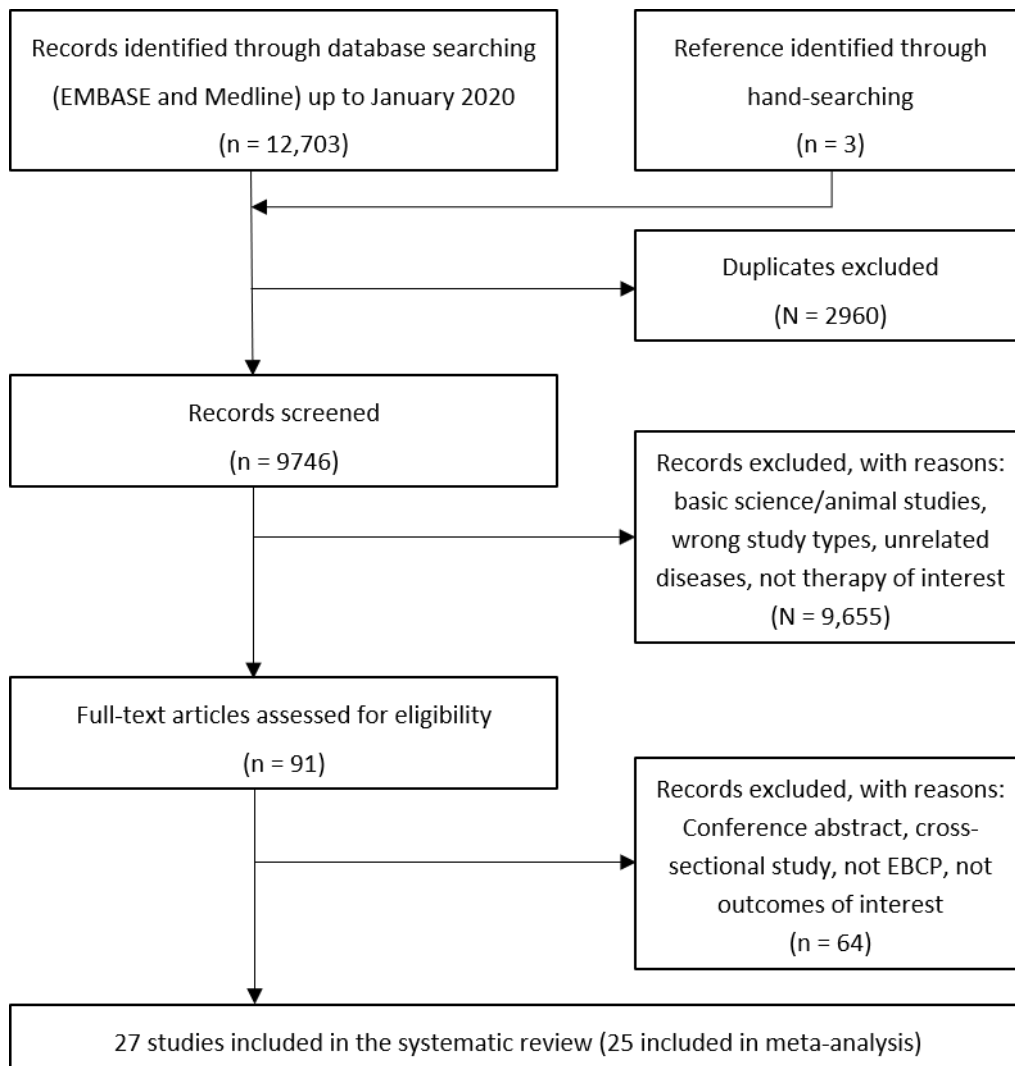 Records identified through database searching
(EMBASE and Medline) up to January 2020
(n = 12,703)
Reference identified through
hand-searching
(n = 3)
Duplicates excluded
(N = 2960)
Records screened
(n = 9746)
Records excluded, with reasons:
basic science/animal studies,
wrong study types, unrelated
diseases, not therapy of interest
(N = 9,655)
Full-text articles assessed for eligibility
(n = 91)
Records excluded, with reasons:
Conference abstract, cross-
sectional study, not EBCP, not
outcomes of interest
(n = 64)
27 studies included in the systematic review (25 included in meta-analysis)